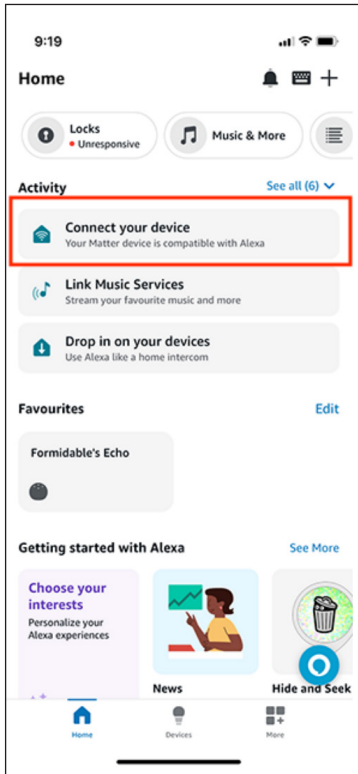 9:19
Home
Locks
Unresponsive
Music & More
Activity
See all (6)
Connect your device
Your Matter device is compatible with Alexa
Link Music Services
Stream your favourite music and more
Drop in on your devices
Use Alexa like a home intercom
Favourites
Edit
Formidable's Echo
Getting started with Alexa
See More
Choose your
interests
Personalize your
Alexa experiences
News
Hide and Seek
Home
Devices
More